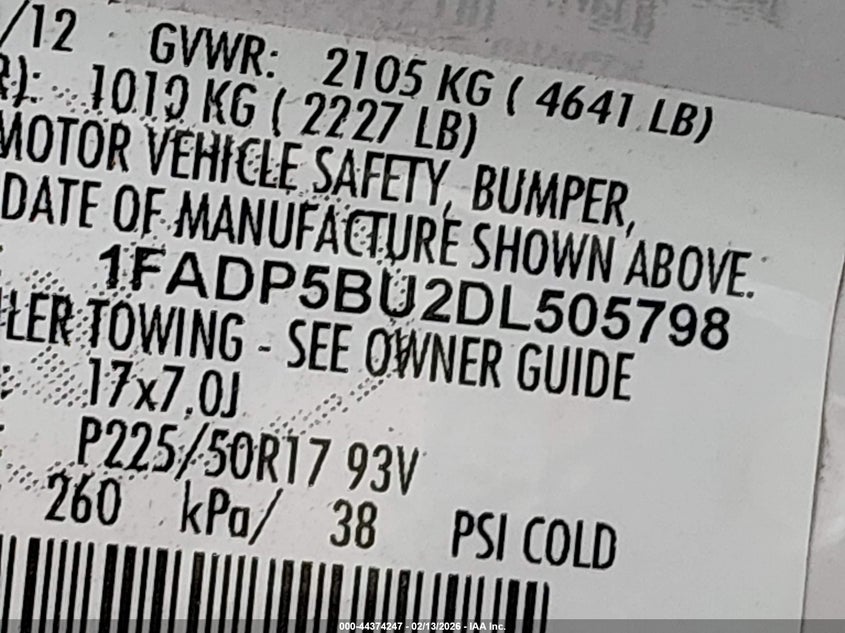 /12 GVWR: 2105 KG ( 4641 LB)
R): 1010 KG ( 2227 LB)
MOTOR VEHICLE SAFETY, BUMPER,
DATE OF MANUFACTURE SHOWN ABOVE.
1FADP5BU2DL505798
LER TOWING - SEE OWNER GUIDE
: 17x7.0J
: P225/50R17 93V
: 260 kPa/ 38 PSI COLD
000-44374247 - 02/13/2026 - IAA Inc.